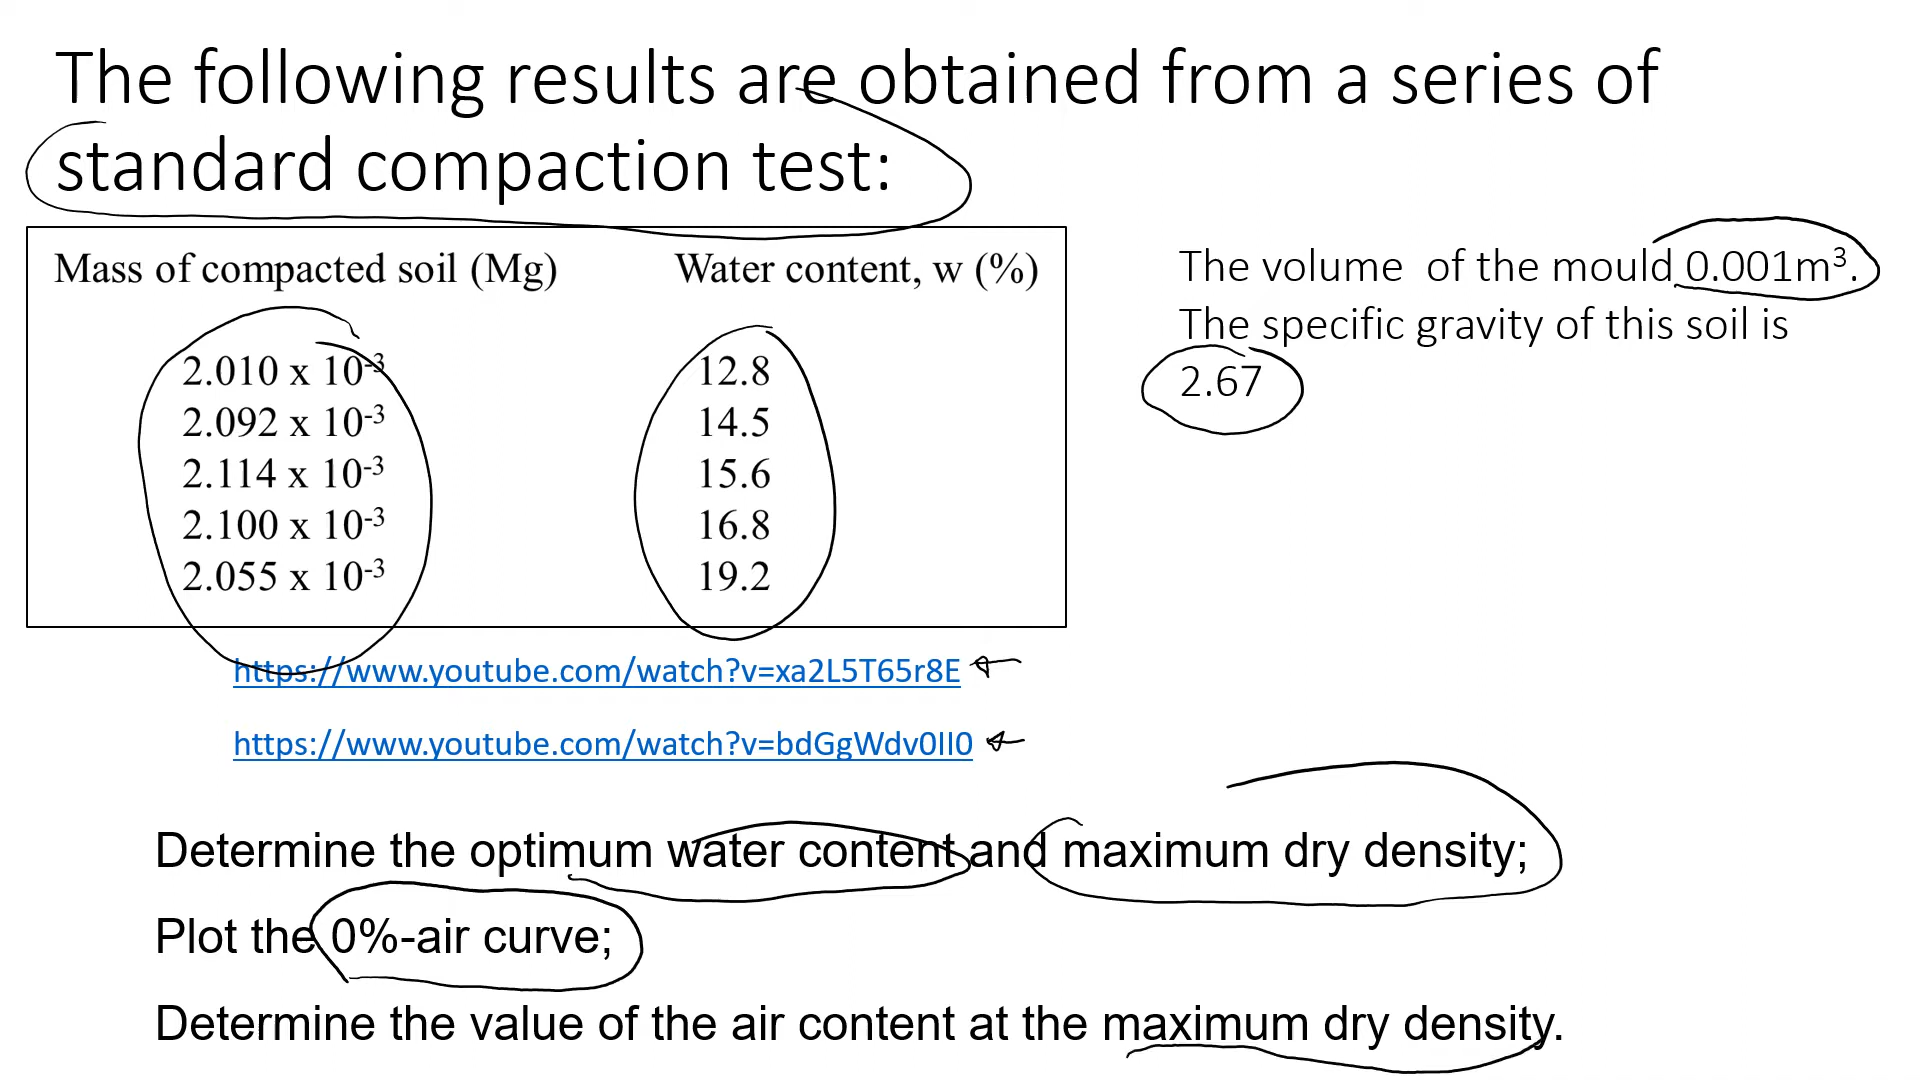 The following results are obtained from a series of
standard compaction test:
Mass of compacted soil (Mg) Water content, w (%)
2.010 x 10⁻³ 12.8
2.092 x 10⁻³ 14.5
2.114 x 10⁻³ 15.6
2.100 x 10⁻³ 16.8
2.055 x 10⁻³ 19.2
The volume of the mould 0.001m³.
The specific gravity of this soil is
2.67
https://www.youtube.com/watch?v=xa2L5T65r8E
https://www.youtube.com/watch?v=bdGgWdv0II0
Determine the optimum water content and maximum dry density;
Plot the 0%-air curve;
Determine the value of the air content at the maximum dry density.